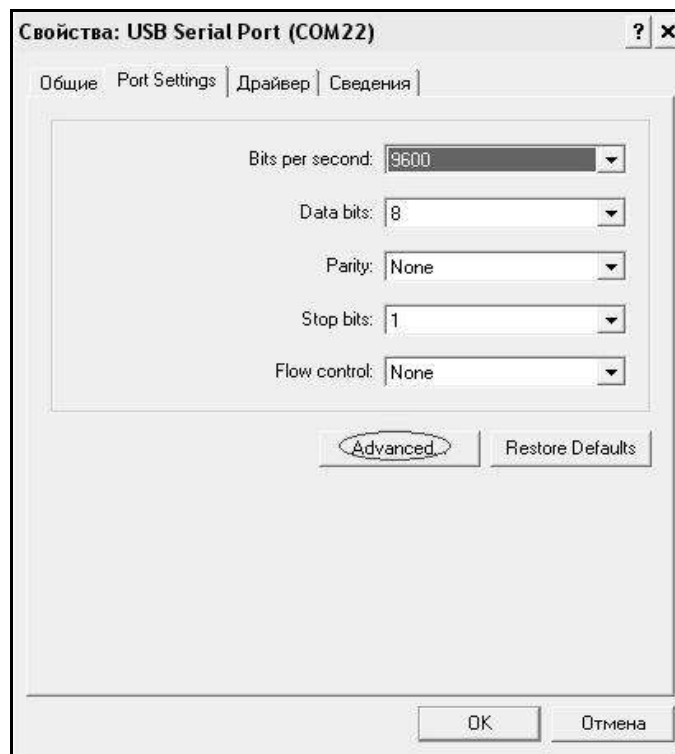 Свойства: USB Serial Port (COM22) ? ×
Общие Port Settings Драйвер Сведения
Bits per second: 9600
Data bits: 8
Parity: None
Stop bits: 1
Flow control: None
Advanced... Restore Defaults
OK Отмена